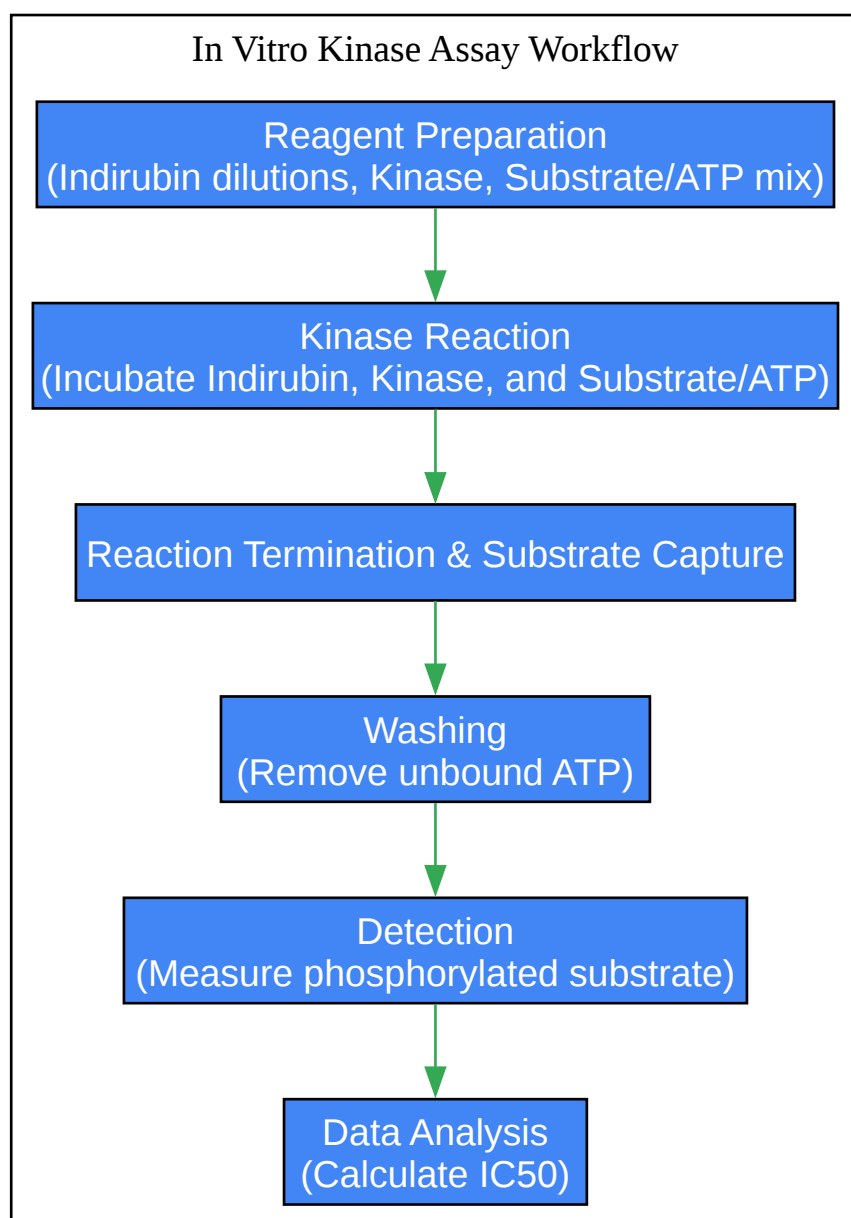 In Vitro Kinase Assay Workflow
Reagent Preparation
(Indirubin dilutions, Kinase, Substrate/ATP mix)
Kinase Reaction
(Incubate Indirubin, Kinase, and Substrate/ATP)
Reaction Termination & Substrate Capture
Washing
(Remove unbound ATP)
Detection
(Measure phosphorylated substrate)
Data Analysis
(Calculate IC50)